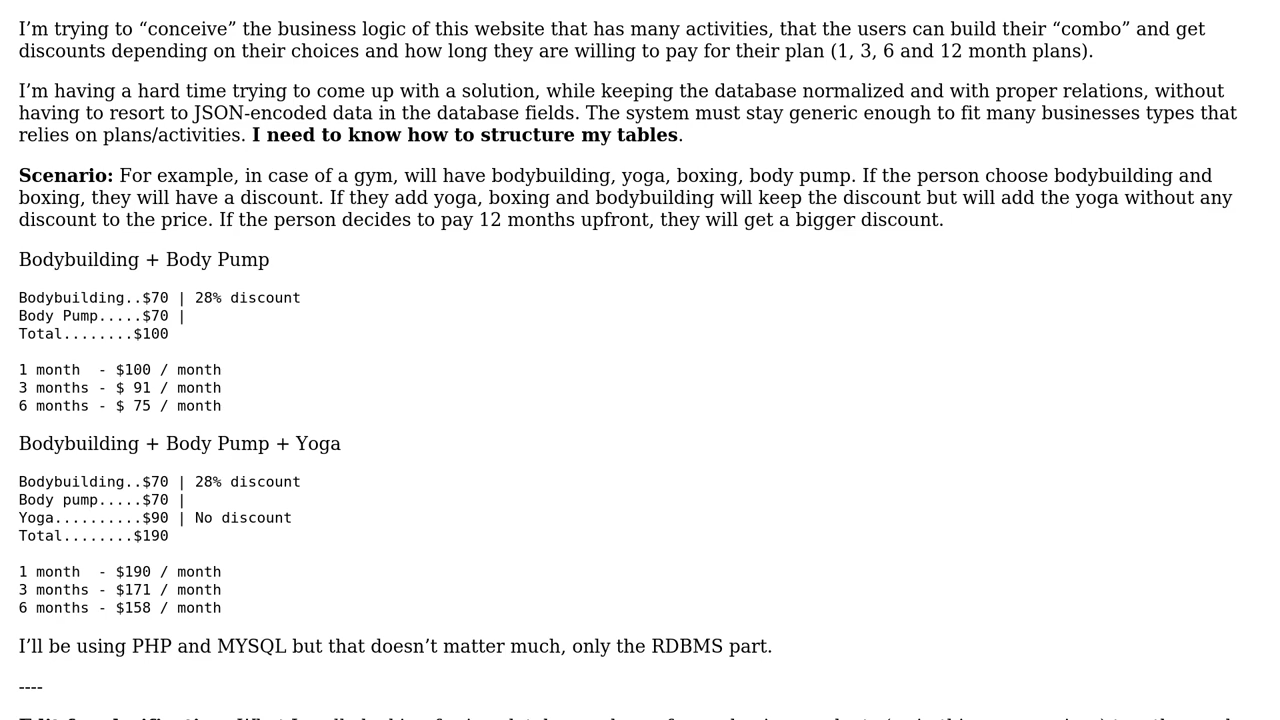 I’m trying to “conceive” the business logic of this website that has many activities, that the users can build their “combo” and get
discounts depending on their choices and how long they are willing to pay for their plan (1, 3, 6 and 12 month plans).
I’m having a hard time trying to come up with a solution, while keeping the database normalized and with proper relations, without
having to resort to JSON-encoded data in the database fields. The system must stay generic enough to fit many businesses types that
relies on plans/activities. I need to know how to structure my tables.
Scenario: For example, in case of a gym, will have bodybuilding, yoga, boxing, body pump. If the person choose bodybuilding and
boxing, they will have a discount. If they add yoga, boxing and bodybuilding will keep the discount but will add the yoga without any
discount to the price. If the person decides to pay 12 months upfront, they will get a bigger discount.
Bodybuilding + Body Pump
Bodybuilding..$70 | 28% discount
Body Pump.....$70 |
Total........$100
1 month  - $100 / month
3 months - $ 91 / month
6 months - $ 75 / month
Bodybuilding + Body Pump + Yoga
Bodybuilding..$70 | 28% discount
Body pump.....$70 |
Yoga..........$90 | No discount
Total........$190
1 month  - $190 / month
3 months - $171 / month
6 months - $158 / month
I’ll be using PHP and MYSQL but that doesn’t matter much, only the RDBMS part.
----